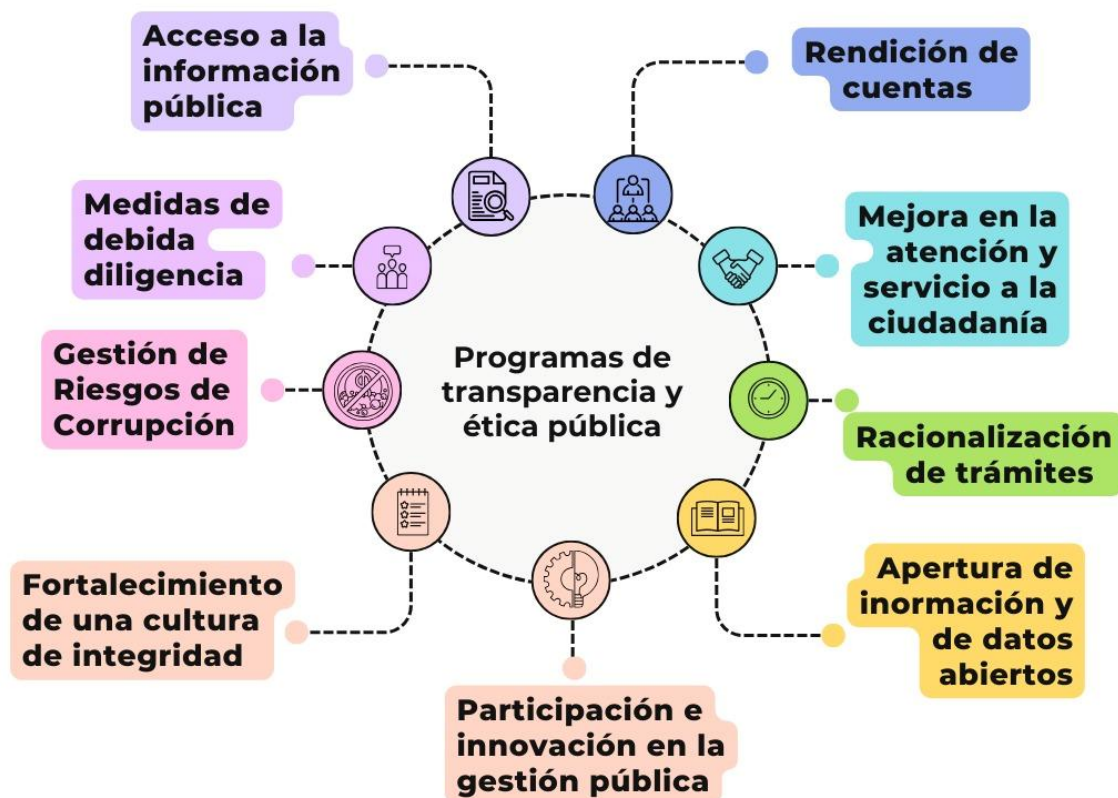 Acceso a la
información
pública
Rendición de
cuentas
Medidas de
debida
diligencia
Mejora en la
atención y
servicio a la
ciudadanía
Gestión de
Riesgos de
Corrupción
Programas de
transparencia y
ética pública
Racionalización
de trámites
Fortalecimiento
de una cultura
de integridad
Apertura de
inormación y
de datos
abiertos
Participación e
innovación en la
gestión pública